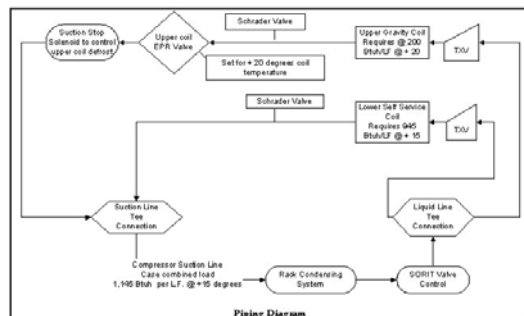 Schrader Valve
Suction Stop
Solenoid to control
upper coil defrost
Upper coil
EPR Valve
Upper Gravity Coil
Requires @ 200
Btuh/LF @ + 20
TXV
Set for + 20 degrees coil
temperature
Schrader Valve
Lower Self Service
Coil
Requires 945
Btuh/LF @ + 15
TXV
Suction Line
Tee
Connection
Liquid Line
Tee
Connection
Compressor Suction Line
Case combined load
1,145 Btuh per L.F. @ +15 degrees
Rack Condensing
System
SORIT Valve
Control
Piping Diagram